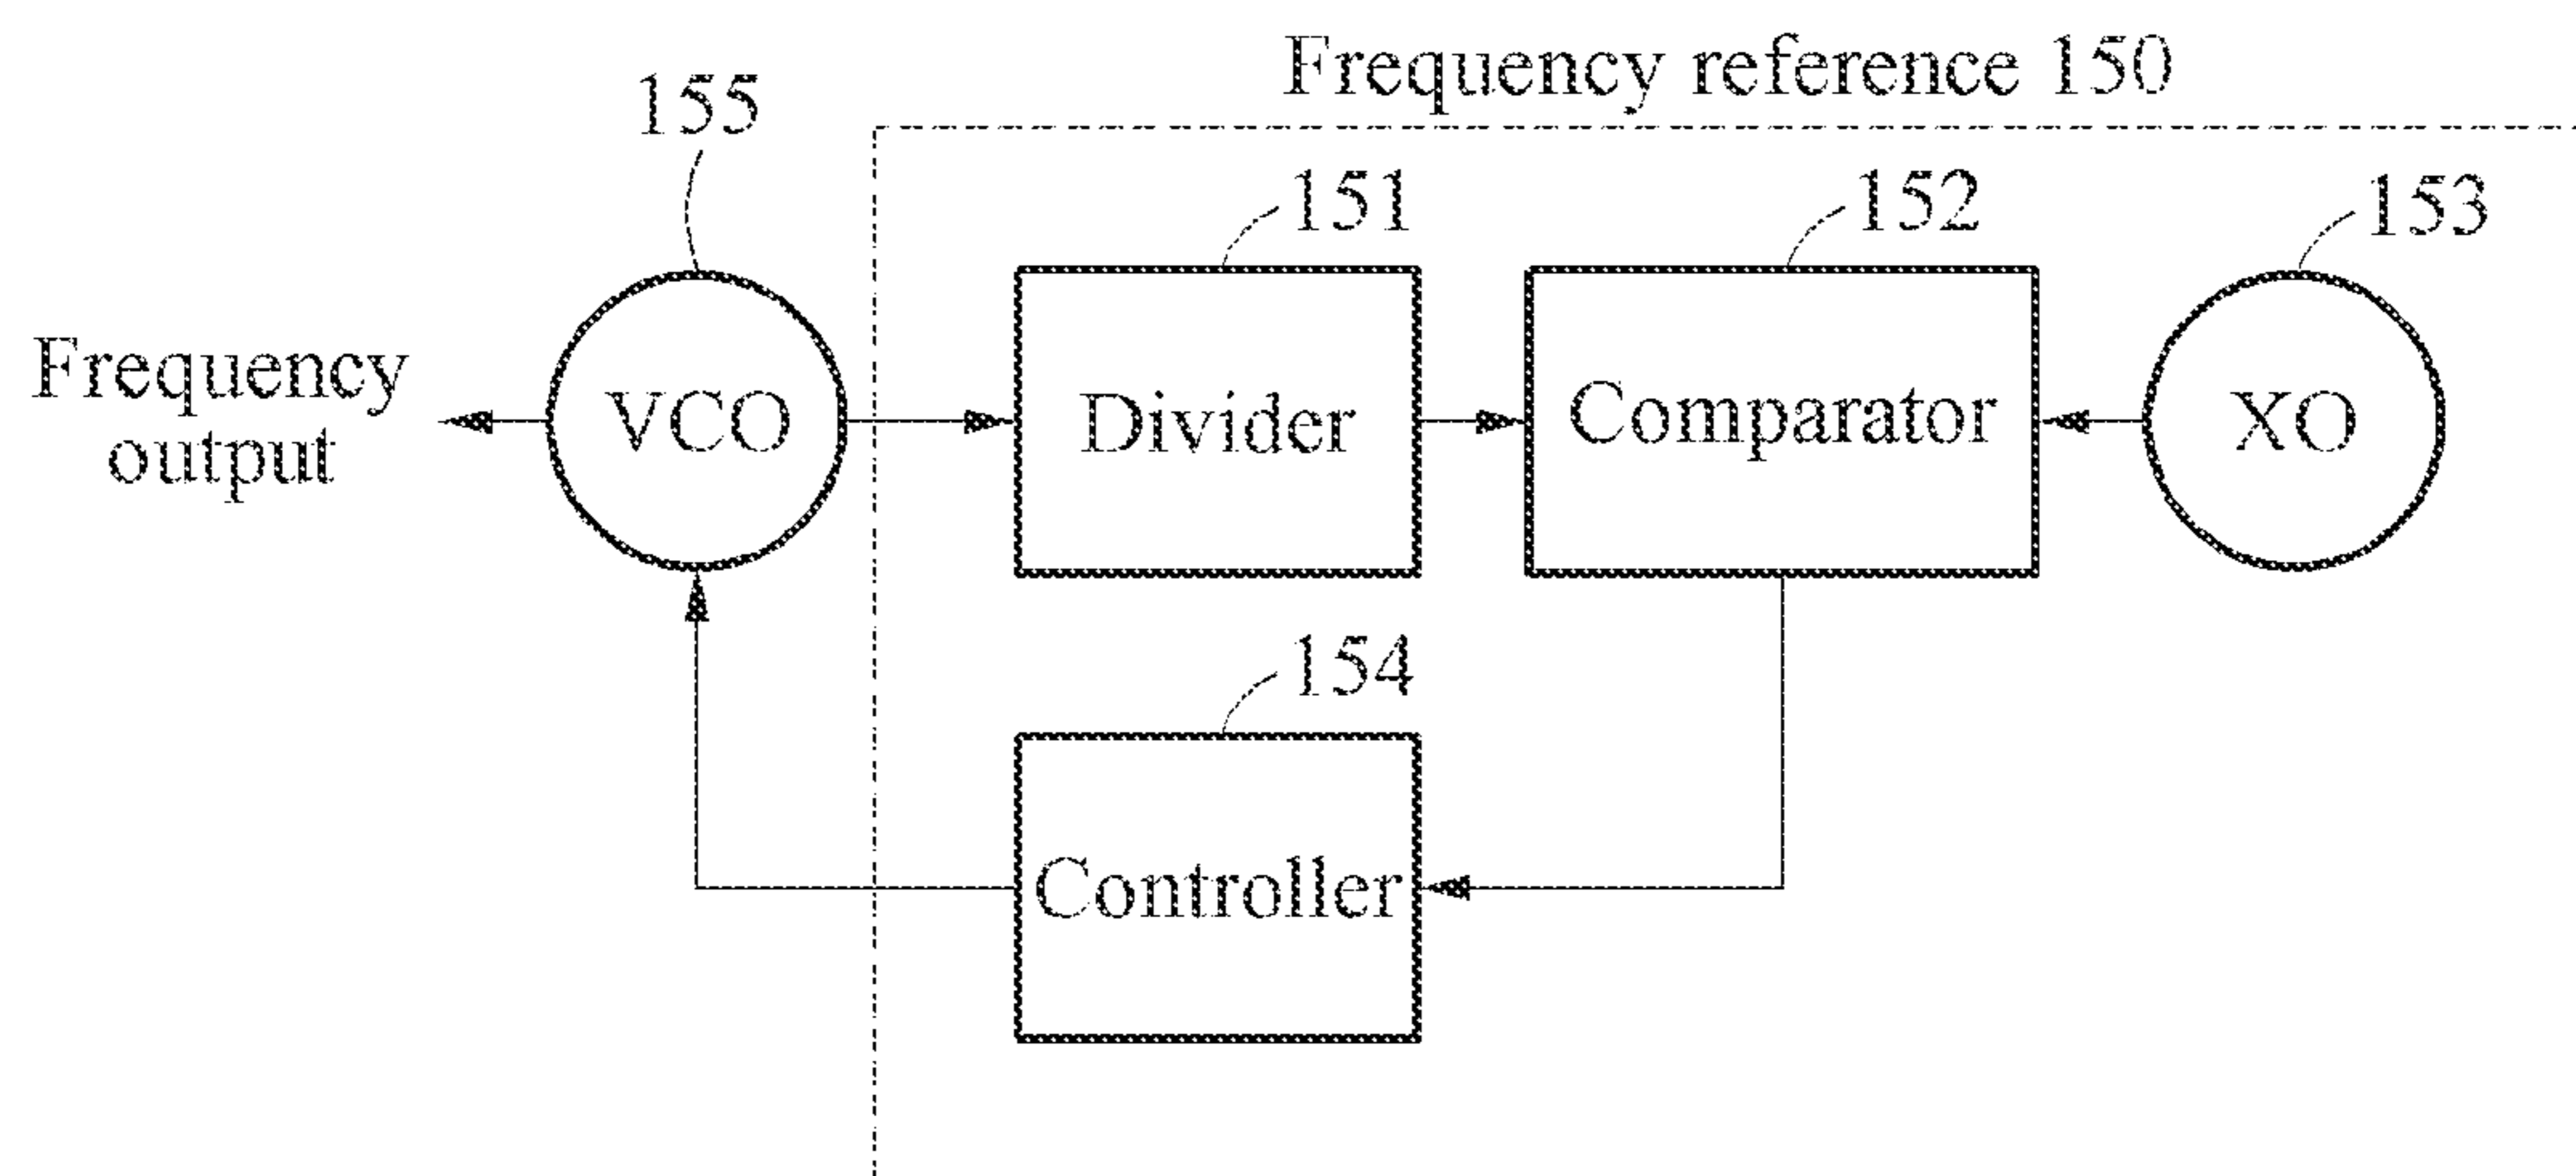 Frequency reference 150
155
151
152
153
Frequency
output
VCO
Divider
Comparator
XO
154
Controller